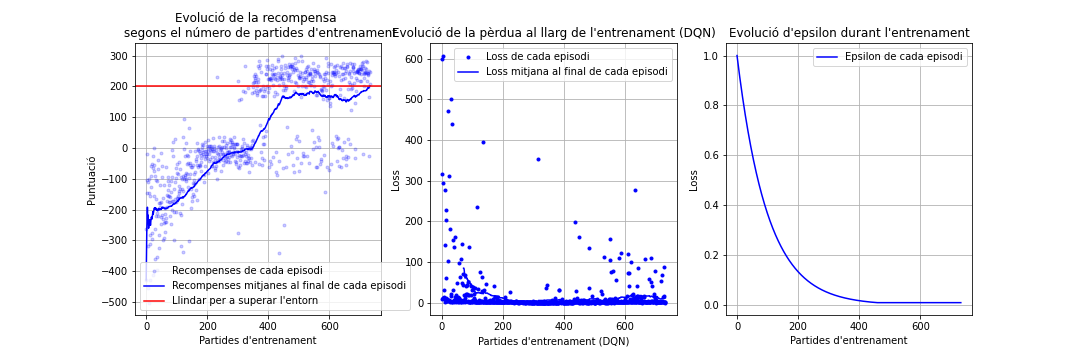 Evolució de la recompensa
segons el número de partides d'entrenament
300
200
100
0
−100
−200
−300
−400
−500
Puntuació
Recompenses de cada episodi
Recompenses mitjanes al final de cada episodi
Llindar per a superar l'entorn
0
200
400
600
Partides d'entrenament
Evolució de la pèrdua al llarg de l'entrenament (DQN)
600
500
400
300
200
100
0
Loss
Loss de cada episodi
Loss mitjana al final de cada episodi
0
200
400
600
Partides d'entrenament (DQN)
Evolució d'epsilon durant l'entrenament
1.0
0.8
0.6
0.4
0.2
0.0
Loss
Epsilon de cada episodi
0
200
400
600
Partides d'entrenament